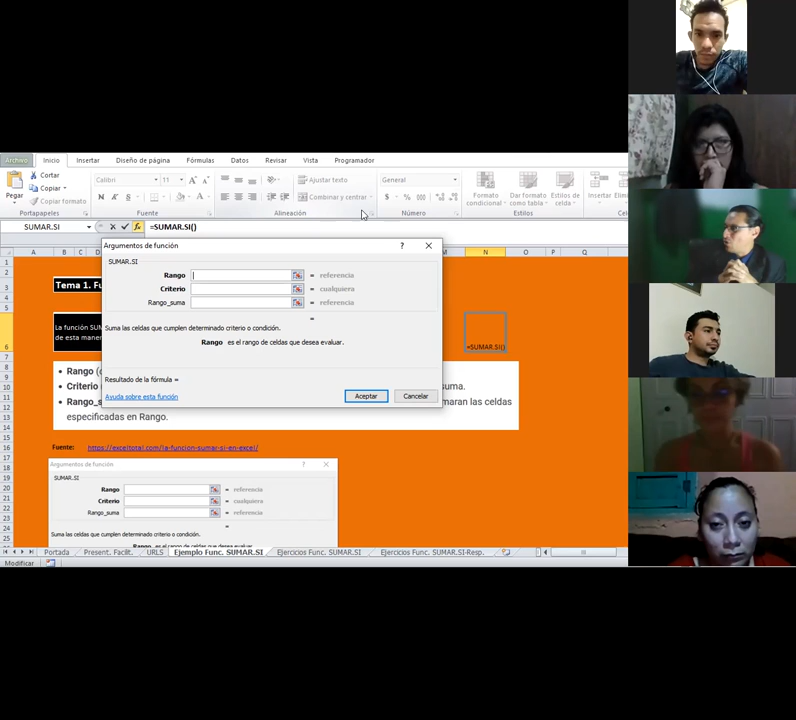 Archivo Inicio Insertar Diseño de página Fórmulas Datos Revisar Vista Programador
Cortar
Copiar
Copiar formato
Pegar
Calibri
Ajustar texto
Combinar y centrar
General
Formato condicional
Dar formato como tabla
Estilos de celda
Insertar
Portapapeles Fuente Alineación Número Estilos
SUMAR.SI =SUMAR.SI()
A B C D N O P Q R
Argumentos de función
SUMAR.SI
Rango = referencia
Criterio = cualquiera
Rango_suma = referencia
=
Suma las celdas que cumplen determinado criterio o condición.
Rango es el rango de celdas que desea evaluar.
Resultado de la fórmula =
Ayuda sobre esta función
Aceptar Cancelar
Tema 1.
La función
de esta
=SUMAR.SI()
Rango
Criterio suma.
las celdas
especificadas en Rango.
Fuente: https://exceltotal.com/la-funcion-sumar-si-en-excel/
Argumentos de función
SUMAR.SI
Rango = referencia
Criterio = cualquiera
Rango_suma = referencia
=
Suma las celdas que cumplen determinado criterio o condición.
Portada Present. Facilit. URLS Ejemplo Func. SUMAR.SI Ejercicios Func. SUMAR.SI Ejercicios Func. SUMAR.SI-Resp.
Modificar